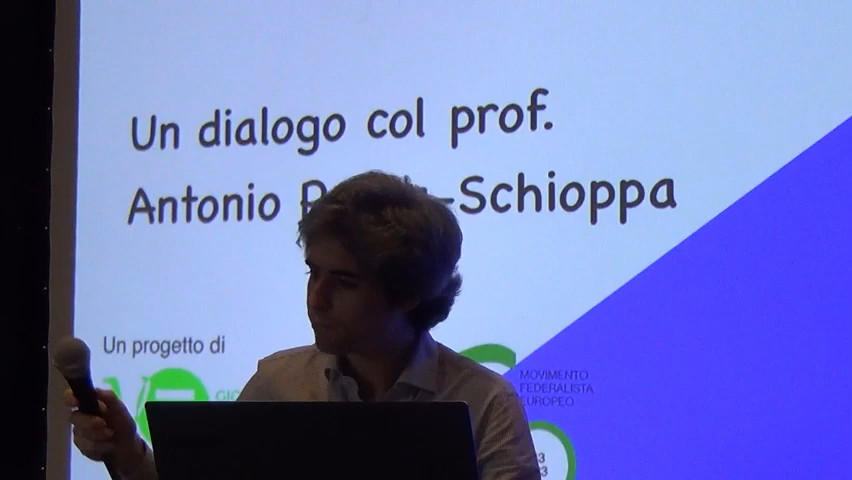 Un dialogo col prof.
Antonio -Schioppa
Un progetto di
MOVIMENTO
FEDERALISTA
EUROPEO